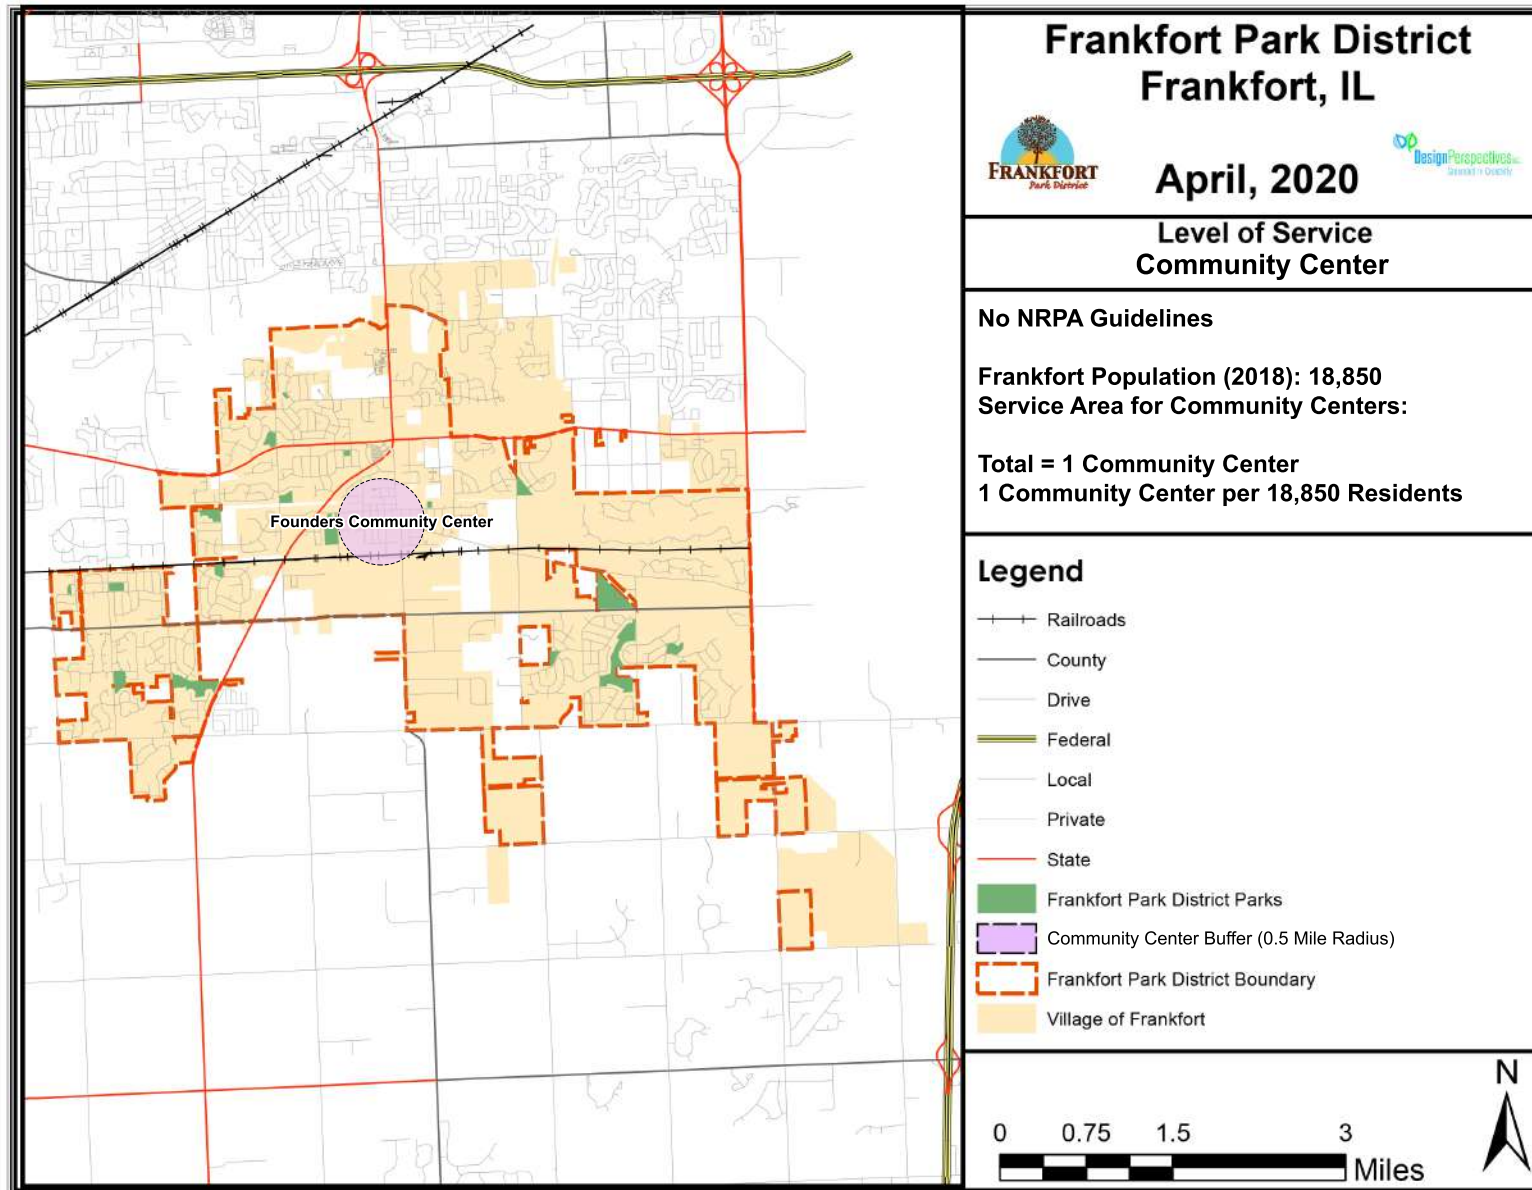 Frankfort Park District
Frankfort, IL
FRANKFORT
Park District
April, 2020
DesignPerspectives
Level of Service
Community Center
No NRPA Guidelines
Frankfort Population (2018): 18,850
Service Area for Community Centers:
Total = 1 Community Center
1 Community Center per 18,850 Residents
Founders Community Center
Legend
Railroads
County
Drive
Federal
Local
Private
State
Frankfort Park District Parks
Community Center Buffer (0.5 Mile Radius)
Frankfort Park District Boundary
Village of Frankfort
N
0 0.75 1.5 3
Miles